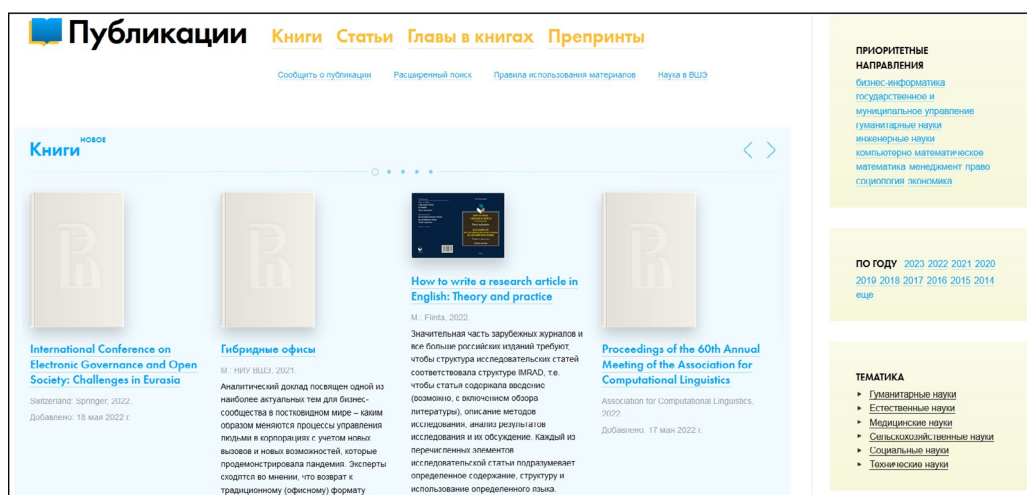 Публикации
Книги Статьи Главы в книгах Препринты
Сообщить о публикации Расширенный поиск Правила использования материалов Наука в ВШЭ
Книги НОВОЕ
International Conference on
Electronic Governance and Open
Society: Challenges in Eurasia
Switzerland: Springer, 2022.
Добавлено: 18 мая 2022 г.
Гибридные офисы
М.: НИУ ВШЭ, 2021.
Аналитический доклад посвящен одной из
наиболее актуальных тем для бизнес-
сообщества в постковидном мире – каким
образом меняются процессы управления
людьми в корпорациях с учетом новых
вызовов и новых возможностей, которые
продемонстрировала пандемия. Эксперты
сходятся во мнении, что возврат к
традиционному (офисному) формату
How to write a research article in
English: Theory and practice
М.: Flinta, 2022.
Значительная часть зарубежных журналов и
все больше российских изданий требуют,
чтобы структура исследовательских статей
соответствовала структуре IMRAD, т.е.
чтобы статья содержала введение
(возможно, с включением обзора
литературы), описание методов
исследования, анализ результатов
исследования и их обсуждение. Каждый из
перечисленных элементов
исследовательской статьи подразумевает
определенное содержание, структуру и
использование определенного языка.
Proceedings of the 60th Annual
Meeting of the Association for
Computational Linguistics
Association for Computational Linguistics,
2022.
Добавлено: 17 мая 2022 г.
ПРИОРИТЕТНЫЕ
НАПРАВЛЕНИЯ
бизнес-информатика
государственное и
муниципальное управление
гуманитарные науки
инженерные науки
компьютерно математическое
математика менеджмент право
социология экономика
ПО ГОДУ 2023 2022 2021 2020
2019 2018 2017 2016 2015 2014
еще
ТЕМАТИКА
Гуманитарные науки
Естественные науки
Медицинские науки
Сельскохозяйственные науки
Социальные науки
Технические науки